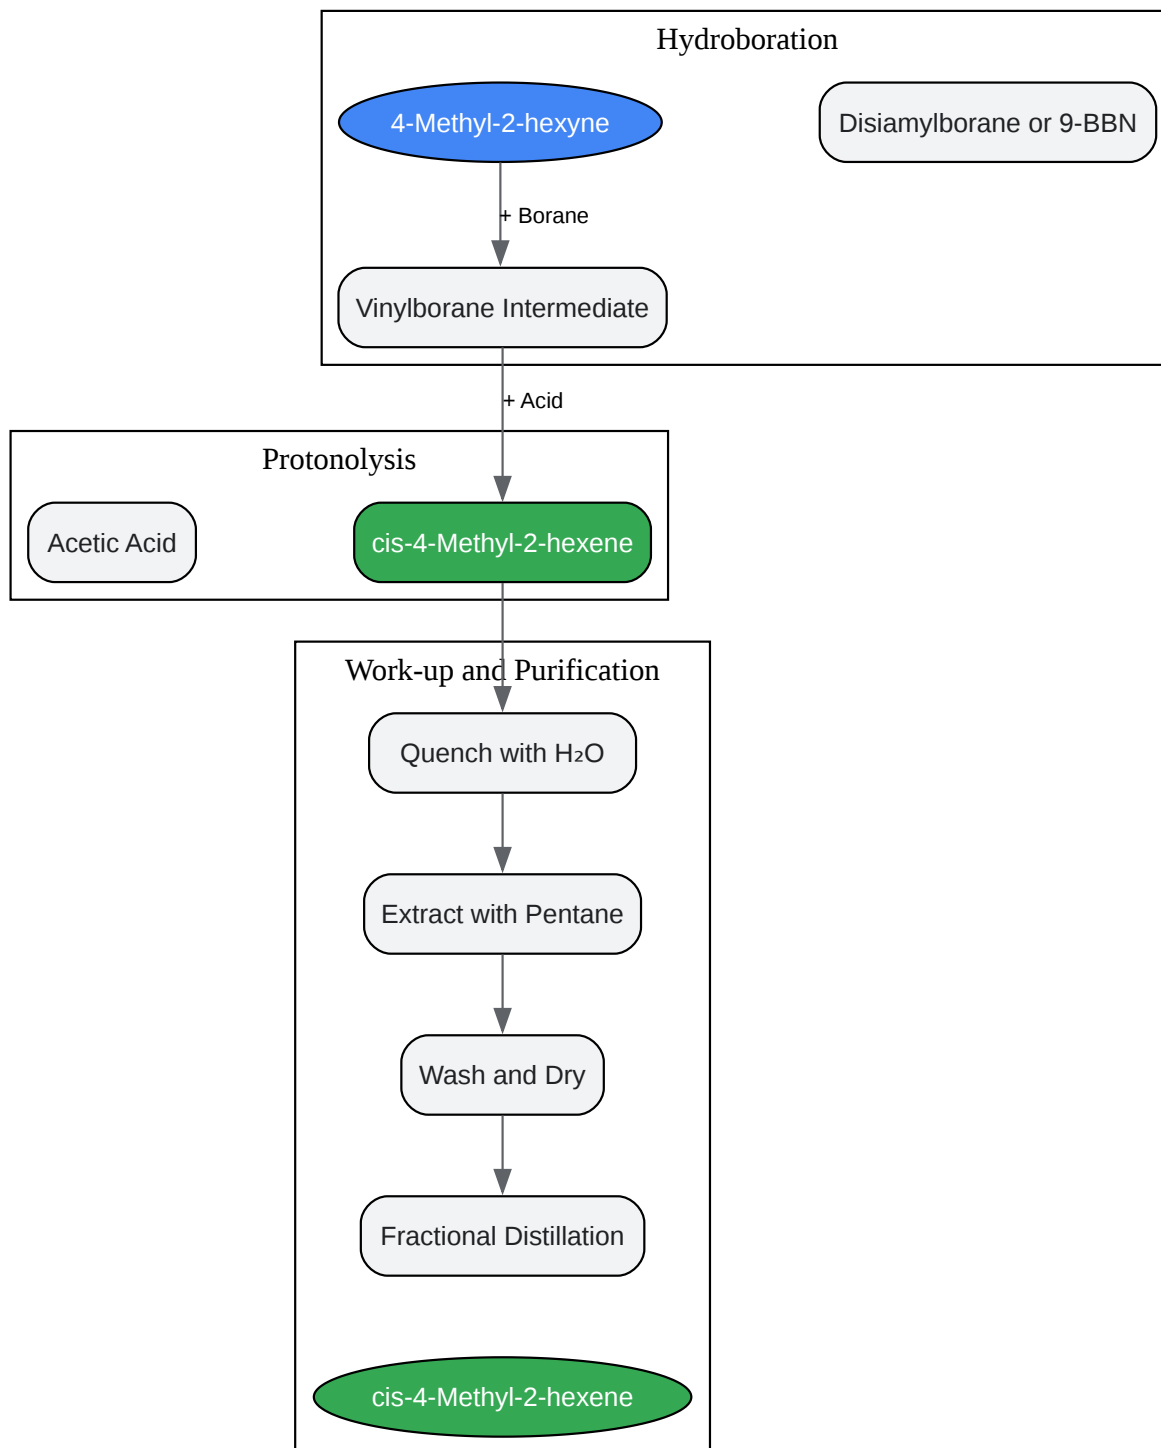 Hydroboration
4-Methyl-2-hexyne
Disiamylborane or 9-BBN
+ Borane
Vinylborane Intermediate
+ Acid
Protonolysis
Acetic Acid
cis-4-Methyl-2-hexene
Work-up and Purification
Quench with H₂O
Extract with Pentane
Wash and Dry
Fractional Distillation
cis-4-Methyl-2-hexene